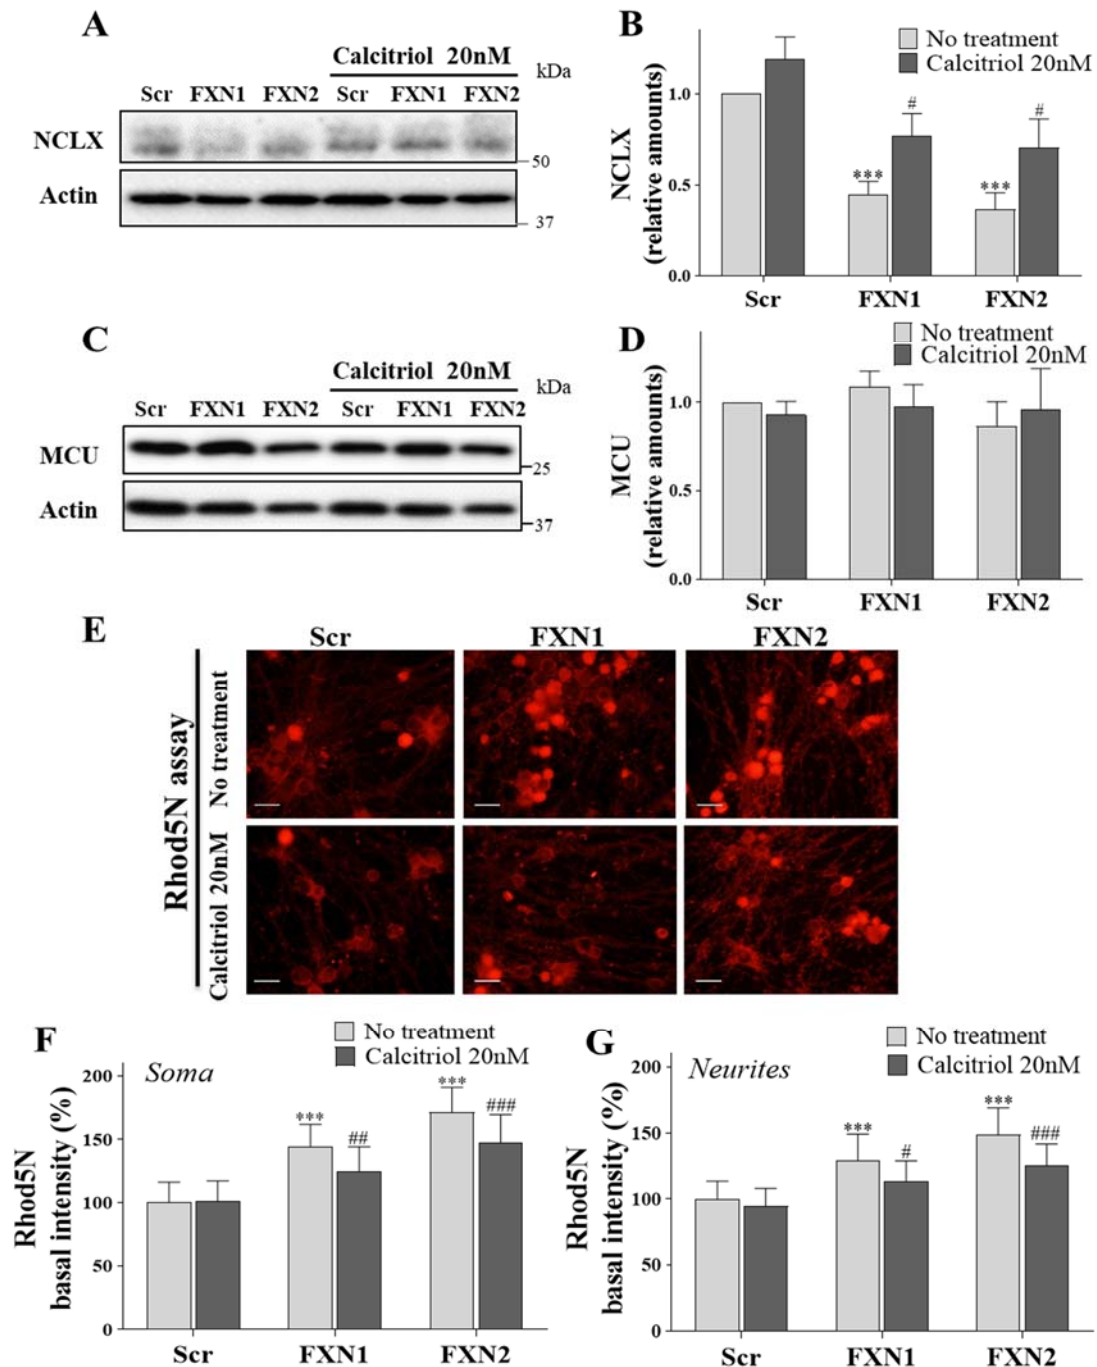 A
Calcitriol 20nM
kDa
Scr FXN1 FXN2 Scr FXN1 FXN2
NCLX
50
Actin
37
B
No treatment
Calcitriol 20nM
NCLX
(relative amounts)
1.0
0.5
0.0
#
#
***
***
Scr FXN1 FXN2
C
Calcitriol 20nM
kDa
Scr FXN1 FXN2 Scr FXN1 FXN2
MCU
25
Actin
37
D
No treatment
Calcitriol 20nM
MCU
(relative amounts)
1.0
0.5
0.0
Scr FXN1 FXN2
E
Scr FXN1 FXN2
Rhod5N assay
No treatment
Calcitriol 20nM
F
No treatment
Calcitriol 20nM
Soma
Rhod5N
basal intensity (%)
200
150
100
50
0
***
##
***
###
Scr FXN1 FXN2
G
No treatment
Calcitriol 20nM
Neurites
Rhod5N
basal intensity (%)
200
150
100
50
0
***
#
***
###
Scr FXN1 FXN2